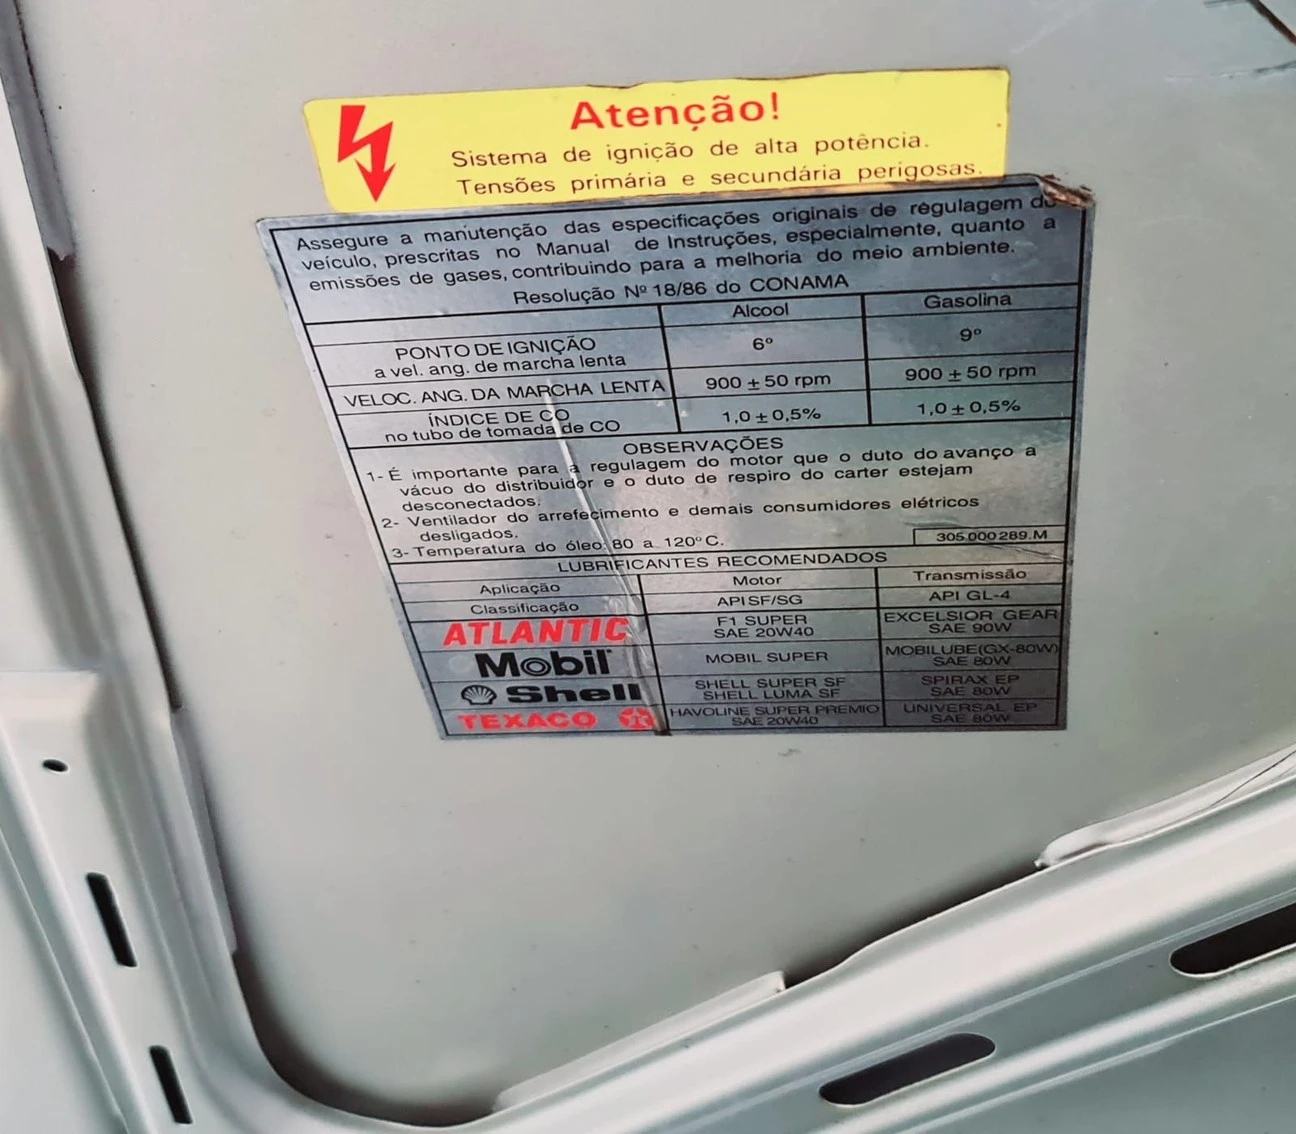 Atenção!
Sistema de ignição de alta potência.
Tensões primária e secundária perigosas.
Assegure a manutenção das especificações originais de regulagem do
veículo, prescritas no Manual de Instruções, especialmente, quanto a
emissões de gases, contribuindo para a melhoria do meio ambiente.
Resolução Nº 18/86 do CONAMA
Alcool Gasolina
PONTO DE IGNIÇÃO
a vel. ang. de marcha lenta 6º 9º
VELOC. ANG. DA MARCHA LENTA 900 ± 50 rpm 900 ± 50 rpm
ÍNDICE DE CO
no tubo de tomada de CO 1,0 ± 0,5% 1,0 ± 0,5%
OBSERVAÇÕES
1- É importante para a regulagem do motor que o duto do avanço a
vácuo do distribuidor e o duto de respiro do carter estejam
desconectados.
2- Ventilador do arrefecimento e demais consumidores elétricos
desligados.
3- Temperatura do óleo: 80 a 120ºC.
305.000289.M
LUBRIFICANTES RECOMENDADOS
Aplicação Motor Transmissão
Classificação API SF/SG API GL-4
ATLANTIC F1 SUPER SAE 20W40 EXCELSIOR GEAR SAE 90W
Mobil MOBIL SUPER MOBILUBE(GX-80W) SAE 80W
Shell SHELL SUPER SF SHELL LUMA SF SPIRAX EP SAE 80W
TEXACO HAVOLINE SUPER PREMIO SAE 20W40 UNIVERSAL EP SAE 80W